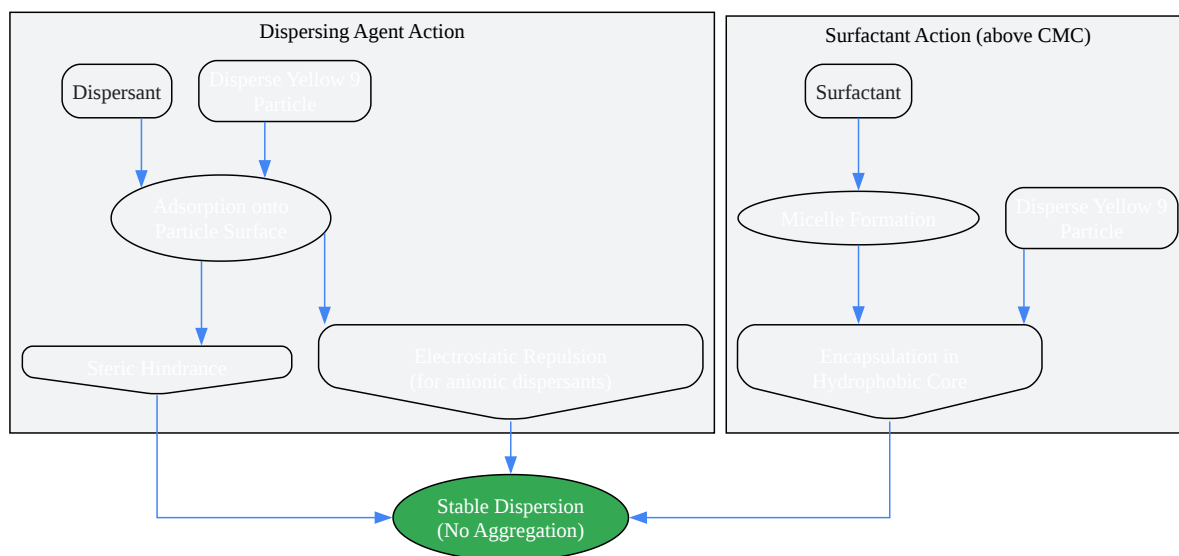 Dispersing Agent Action
Surfactant Action (above CMC)
Dispersant
Disperse Yellow 9
Particle
Surfactant
Adsorption onto
Particle Surface
Micelle Formation
Disperse Yellow 9
Particle
Steric Hindrance
Electrostatic Repulsion
(for anionic dispersants)
Encapsulation in
Hydrophobic Core
Stable Dispersion
(No Aggregation)